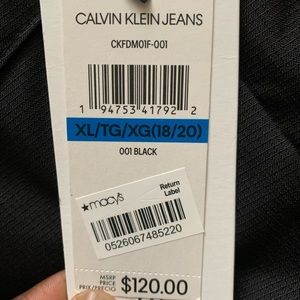 CALVIN KLEIN JEANS
CKFDM01F-001
1 94753 41792 2
XL/TG/XG(18/20)
001 BLACK
★macy's
Return
Label
0526067485220
MSRP
PRICE
PRIX/PRECIO
$120.00